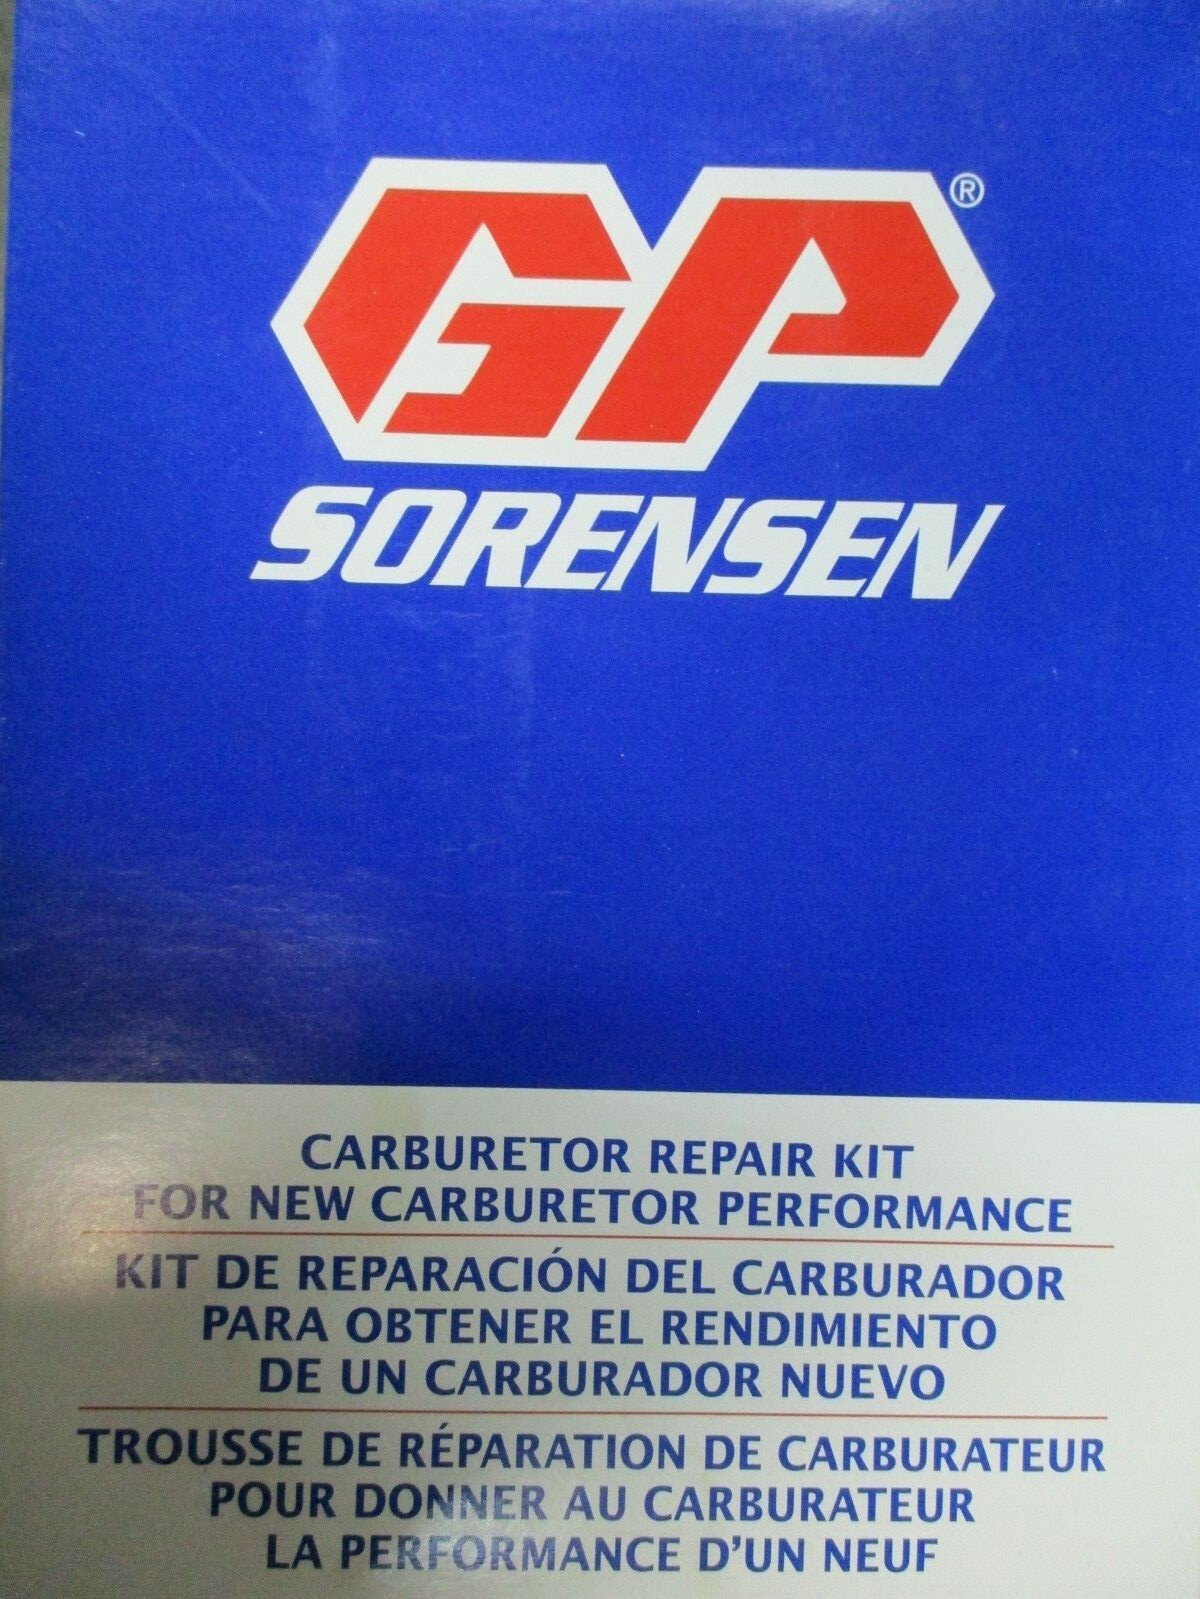 GP®
SORENSEN
CARBURETOR REPAIR KIT
FOR NEW CARBURETOR PERFORMANCE
KIT DE REPARACIÓN DEL CARBURADOR
PARA OBTENER EL RENDIMIENTO
DE UN CARBURADOR NUEVO
TROUSSE DE RÉPARATION DE CARBURATEUR
POUR DONNER AU CARBURATEUR
LA PERFORMANCE D'UN NEUF